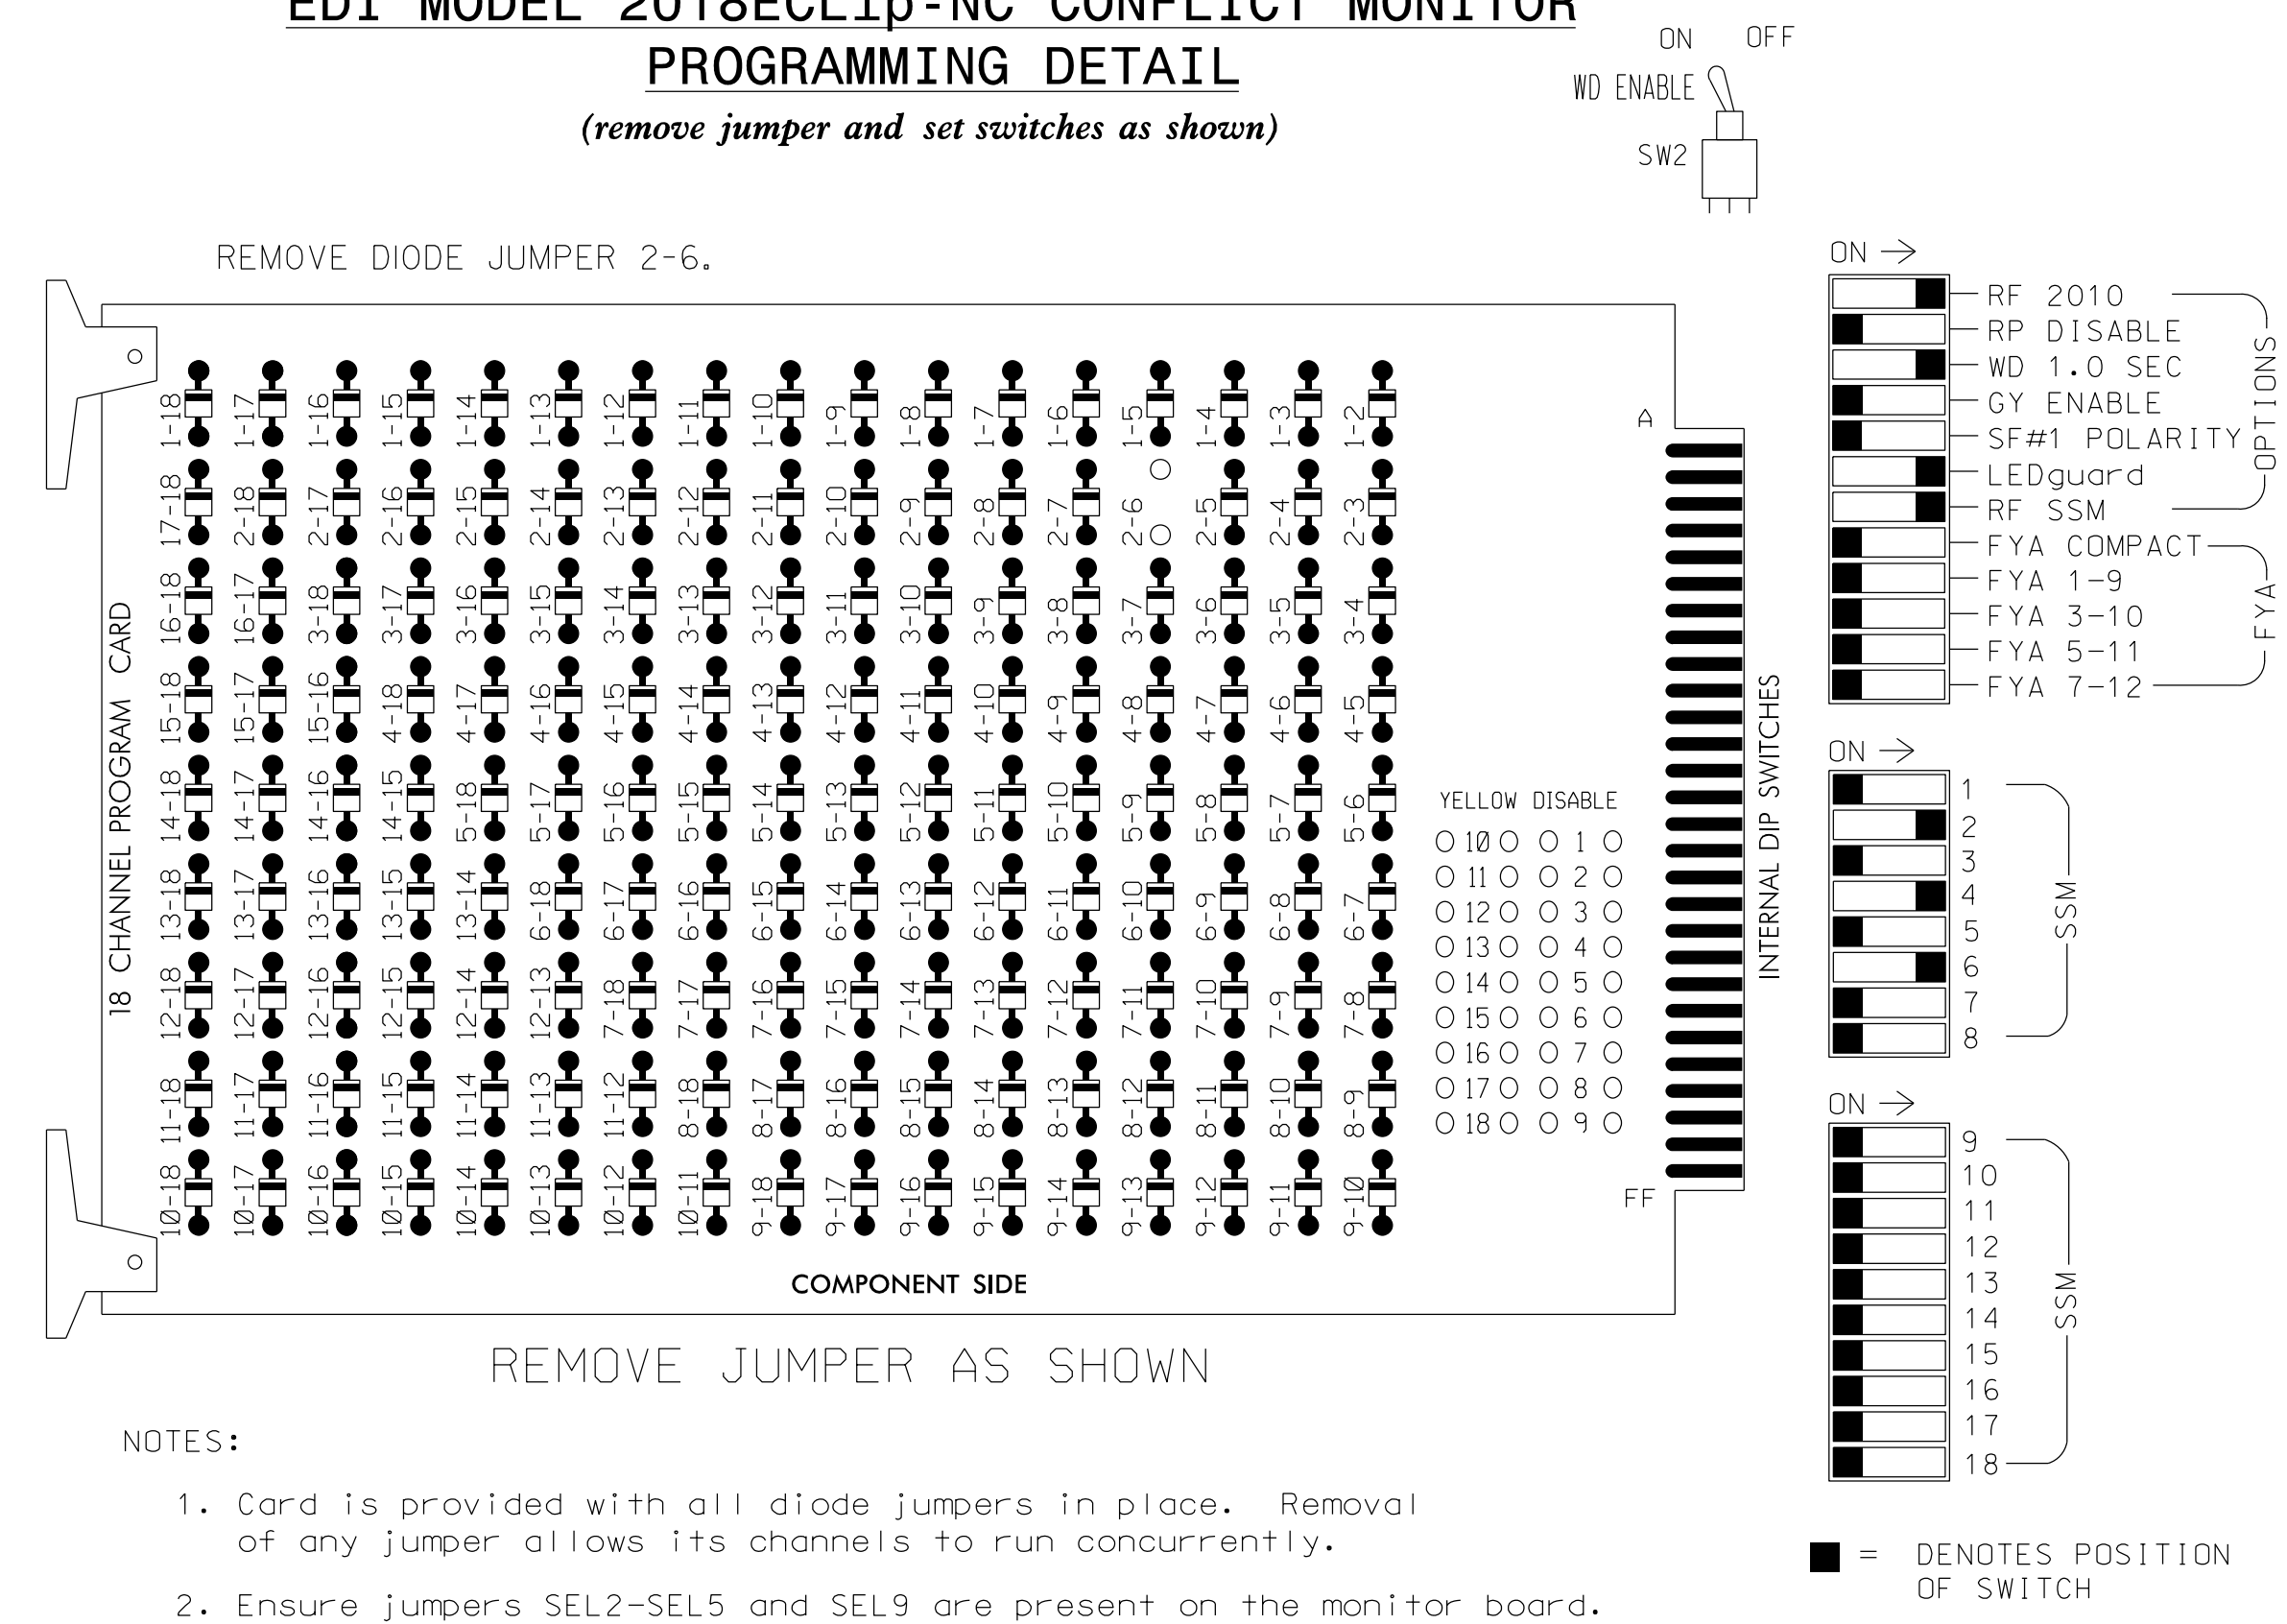 EDI MODEL 2018ECLip-NC CONFLICT MONITOR
PROGRAMMING DETAIL
(remove jumper and set switches as shown)
ON OFF
WD ENABLE
SW2
REMOVE DIODE JUMPER 2-6.
18 CHANNEL PROGRAM CARD
1-18 1-17 1-16 1-15 1-14 1-13 1-12 1-11 1-10 1-9 1-8 1-7 1-6 1-5 1-4 1-3 1-2
17-18 2-18 2-17 2-16 2-15 2-14 2-13 2-12 2-11 2-10 2-9 2-8 2-7 2-6 2-5 2-4 2-3
16-18 16-17 3-18 3-17 3-16 3-15 3-14 3-13 3-12 3-11 3-10 3-9 3-8 3-7 3-6 3-5 3-4
15-18 15-17 15-16 4-18 4-17 4-16 4-15 4-14 4-13 4-12 4-11 4-10 4-9 4-8 4-7 4-6 4-5
14-18 14-17 14-16 14-15 5-18 5-17 5-16 5-15 5-14 5-13 5-12 5-11 5-10 5-9 5-8 5-7 5-6
13-18 13-17 13-16 13-15 13-14 6-18 6-17 6-16 6-15 6-14 6-13 6-12 6-11 6-10 6-9 6-8 6-7
12-18 12-17 12-16 12-15 12-14 12-13 7-18 7-17 7-16 7-15 7-14 7-13 7-12 7-11 7-10 7-9 7-8
11-18 11-17 11-16 11-15 11-14 11-13 11-12 8-18 8-17 8-16 8-15 8-14 8-13 8-12 8-11 8-10 8-9
10-18 10-17 10-16 10-15 10-14 10-13 10-12 10-11 9-18 9-17 9-16 9-15 9-14 9-13 9-12 9-11 9-10
A
YELLOW DISABLE
10 1
11 2
12 3
13 4
14 5
15 6
16 7
17 8
18 9
FF
COMPONENT SIDE
INTERNAL DIP SWITCHES
ON →
RF 2010
RP DISABLE
WD 1.0 SEC
GY ENABLE
SF#1 POLARITY
LEDguard
RF SSM
OPTIONS
FYA COMPACT
FYA 1-9
FYA 3-10
FYA 5-11
FYA 7-12
FYA
ON →
1
2
3
4
5
6
7
8
SSM
ON →
9
10
11
12
13
14
15
16
17
18
SSM
REMOVE JUMPER AS SHOWN
NOTES:
1. Card is provided with all diode jumpers in place. Removal
of any jumper allows its channels to run concurrently.
2. Ensure jumpers SEL2-SEL5 and SEL9 are present on the monitor board.
= DENOTES POSITION
OF SWITCH